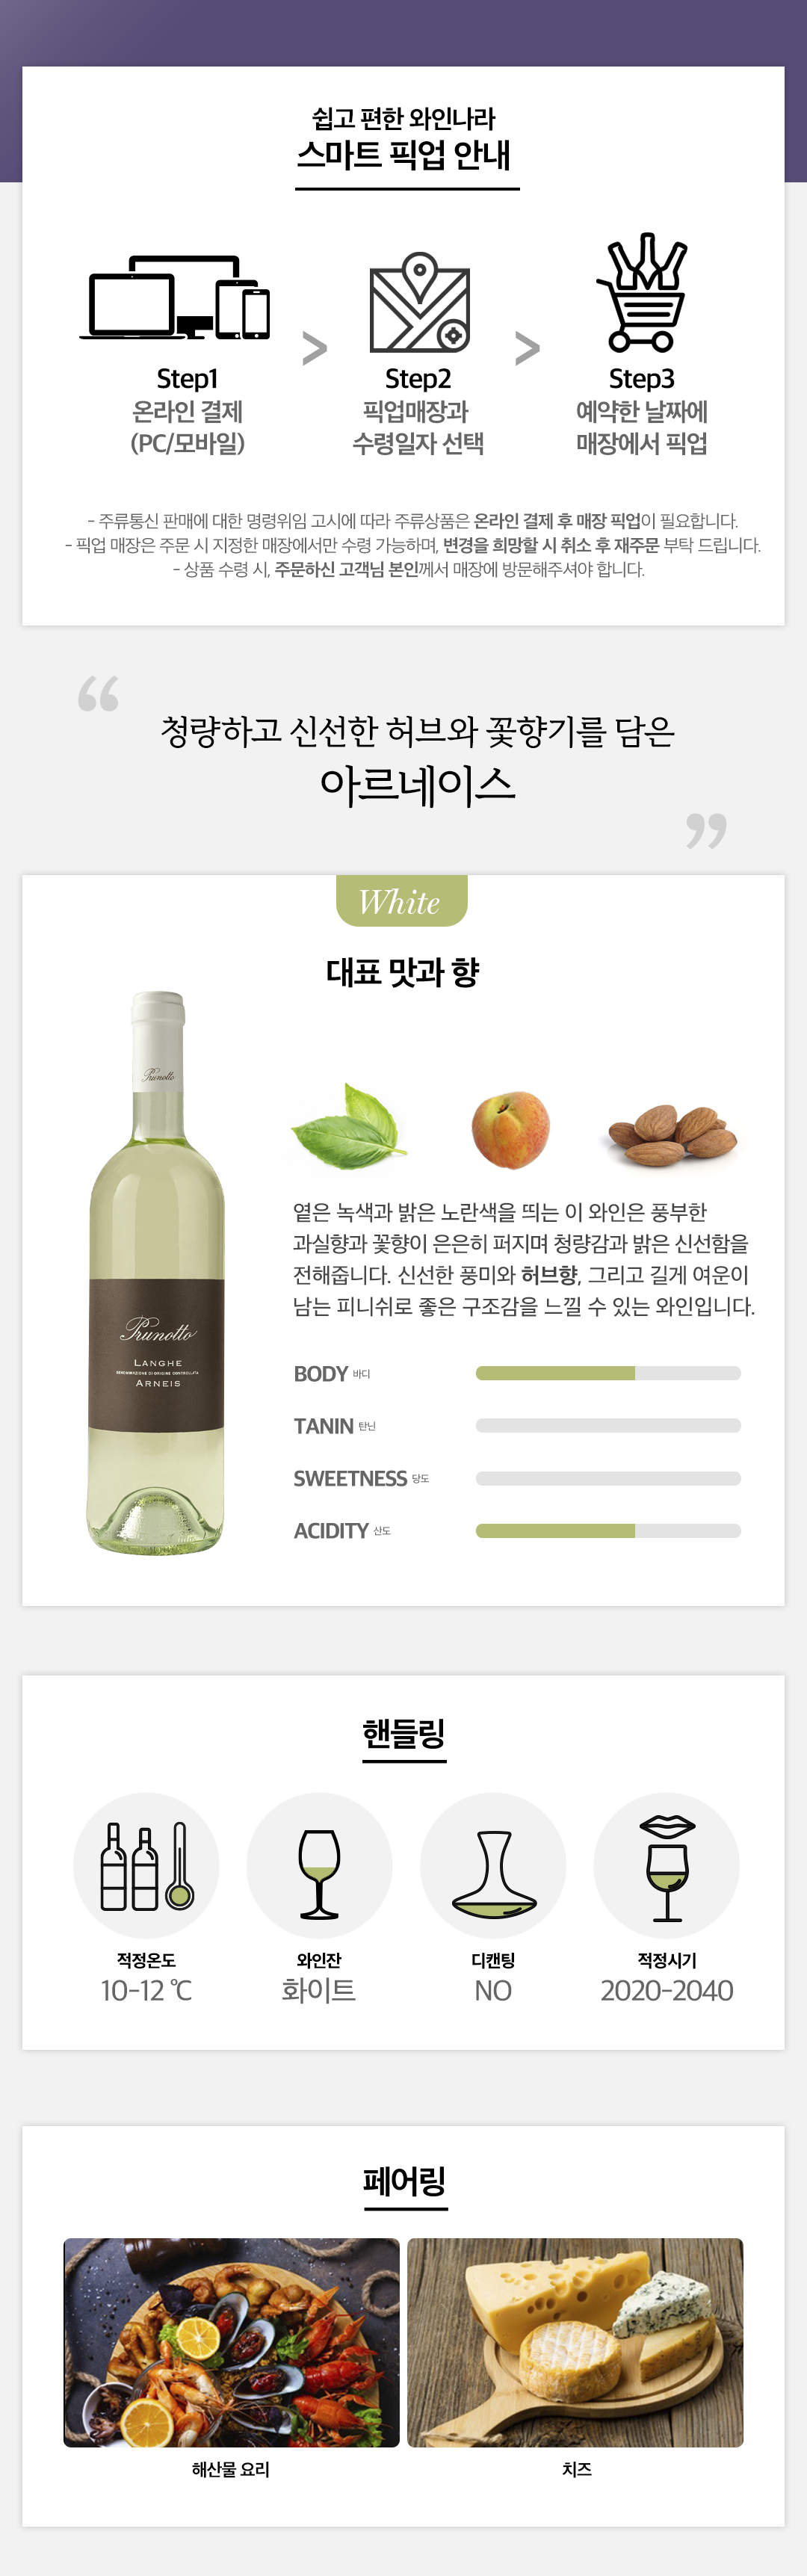 쉽고 편한 와인나라
스마트 픽업 안내
Step1
온라인 결제
(PC/모바일)
>
Step2
픽업매장과
수령일자 선택
>
Step3
예약한 날짜에
매장에서 픽업
- 주류통신 판매에 대한 명령위임 고시에 따라 주류상품은 온라인 결제 후 매장 픽업이 필요합니다.
- 픽업 매장은 주문 시 지정한 매장에서만 수령 가능하며, 변경을 희망할 시 취소 후 재주문 부탁 드립니다.
- 상품 수령 시, 주문하신 고객님 본인께서 매장에 방문해주셔야 합니다.
“
청량하고 신선한 허브와 꽃향기를 담은
아르네이스
”
White
대표 맛과 향
Prunotto
Prunotto
LANGHE
DENOMINAZIONE DI ORIGINE CONTROLLATA
ARNEIS
옅은 녹색과 밝은 노란색을 띄는 이 와인은 풍부한
과실향과 꽃향이 은은히 퍼지며 청량감과 밝은 신선함을
전해줍니다. 신선한 풍미와 허브향, 그리고 길게 여운이
남는 피니쉬로 좋은 구조감을 느낄 수 있는 와인입니다.
BODY 바디
TANIN 탄닌
SWEETNESS 당도
ACIDITY 산도
핸들링
적정온도
10-12 ℃
와인잔
화이트
디캔팅
NO
적정시기
2020-2040
페어링
해산물 요리
치즈